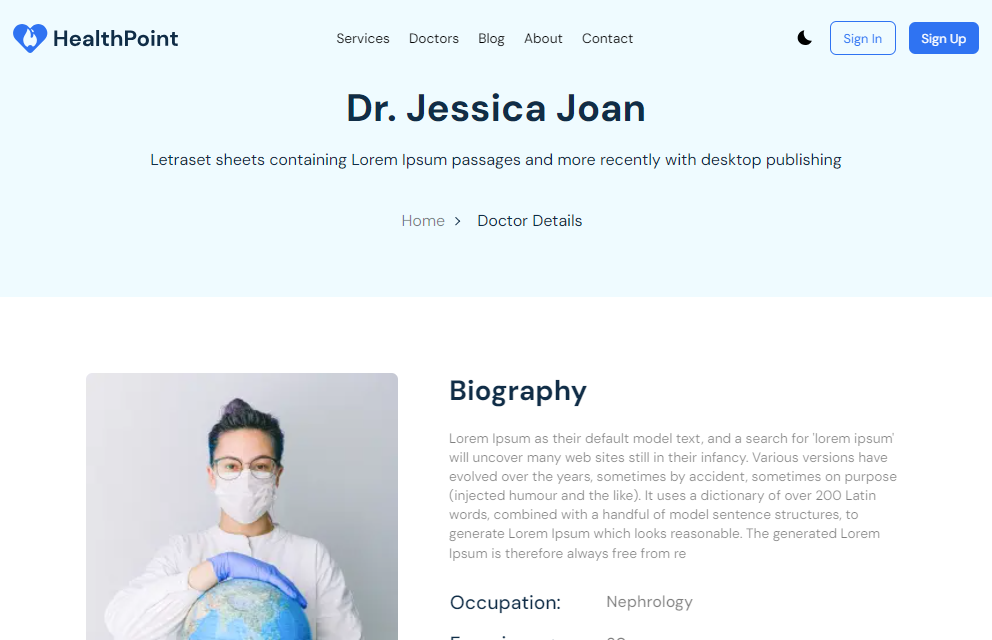 HealthPoint
Services Doctors Blog About Contact
Sign In
Sign Up
Dr. Jessica Joan
Letraset sheets containing Lorem Ipsum passages and more recently with desktop publishing
Home > Doctor Details
Biography
Lorem Ipsum as their default model text, and a search for 'lorem ipsum'
will uncover many web sites still in their infancy. Various versions have
evolved over the years, sometimes by accident, sometimes on purpose
(injected humour and the like). It uses a dictionary of over 200 Latin
words, combined with a handful of model sentence structures, to
generate Lorem Ipsum which looks reasonable. The generated Lorem
Ipsum is therefore always free from re
Occupation: Nephrology